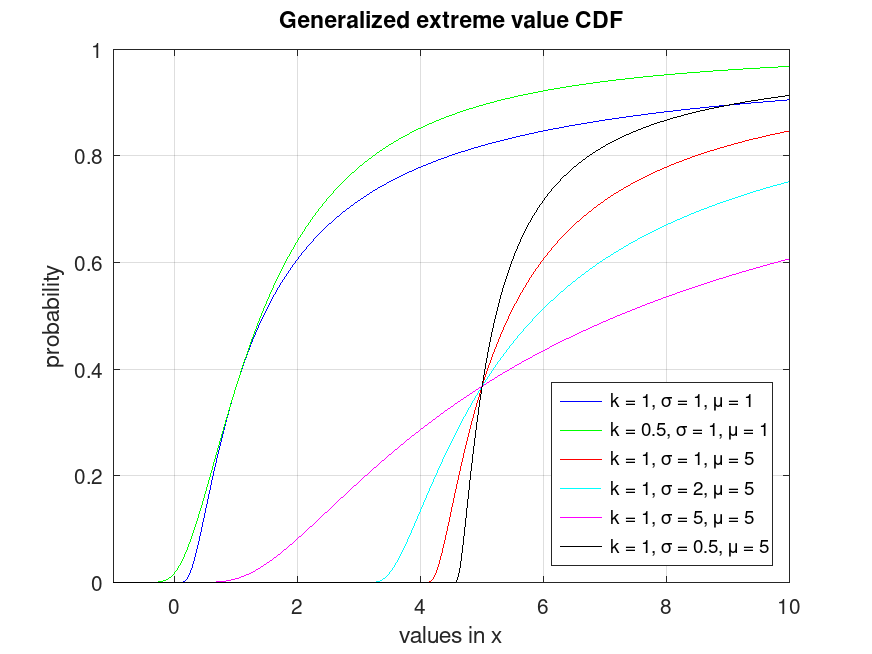 Generalized extreme value CDF
1
0.8
0.6
0.4
0.2
0
probability
k = 1, σ = 1, μ = 1
k = 0.5, σ = 1, μ = 1
k = 1, σ = 1, μ = 5
k = 1, σ = 2, μ = 5
k = 1, σ = 5, μ = 5
k = 1, σ = 0.5, μ = 5
0 2 4 6 8 10
values in x